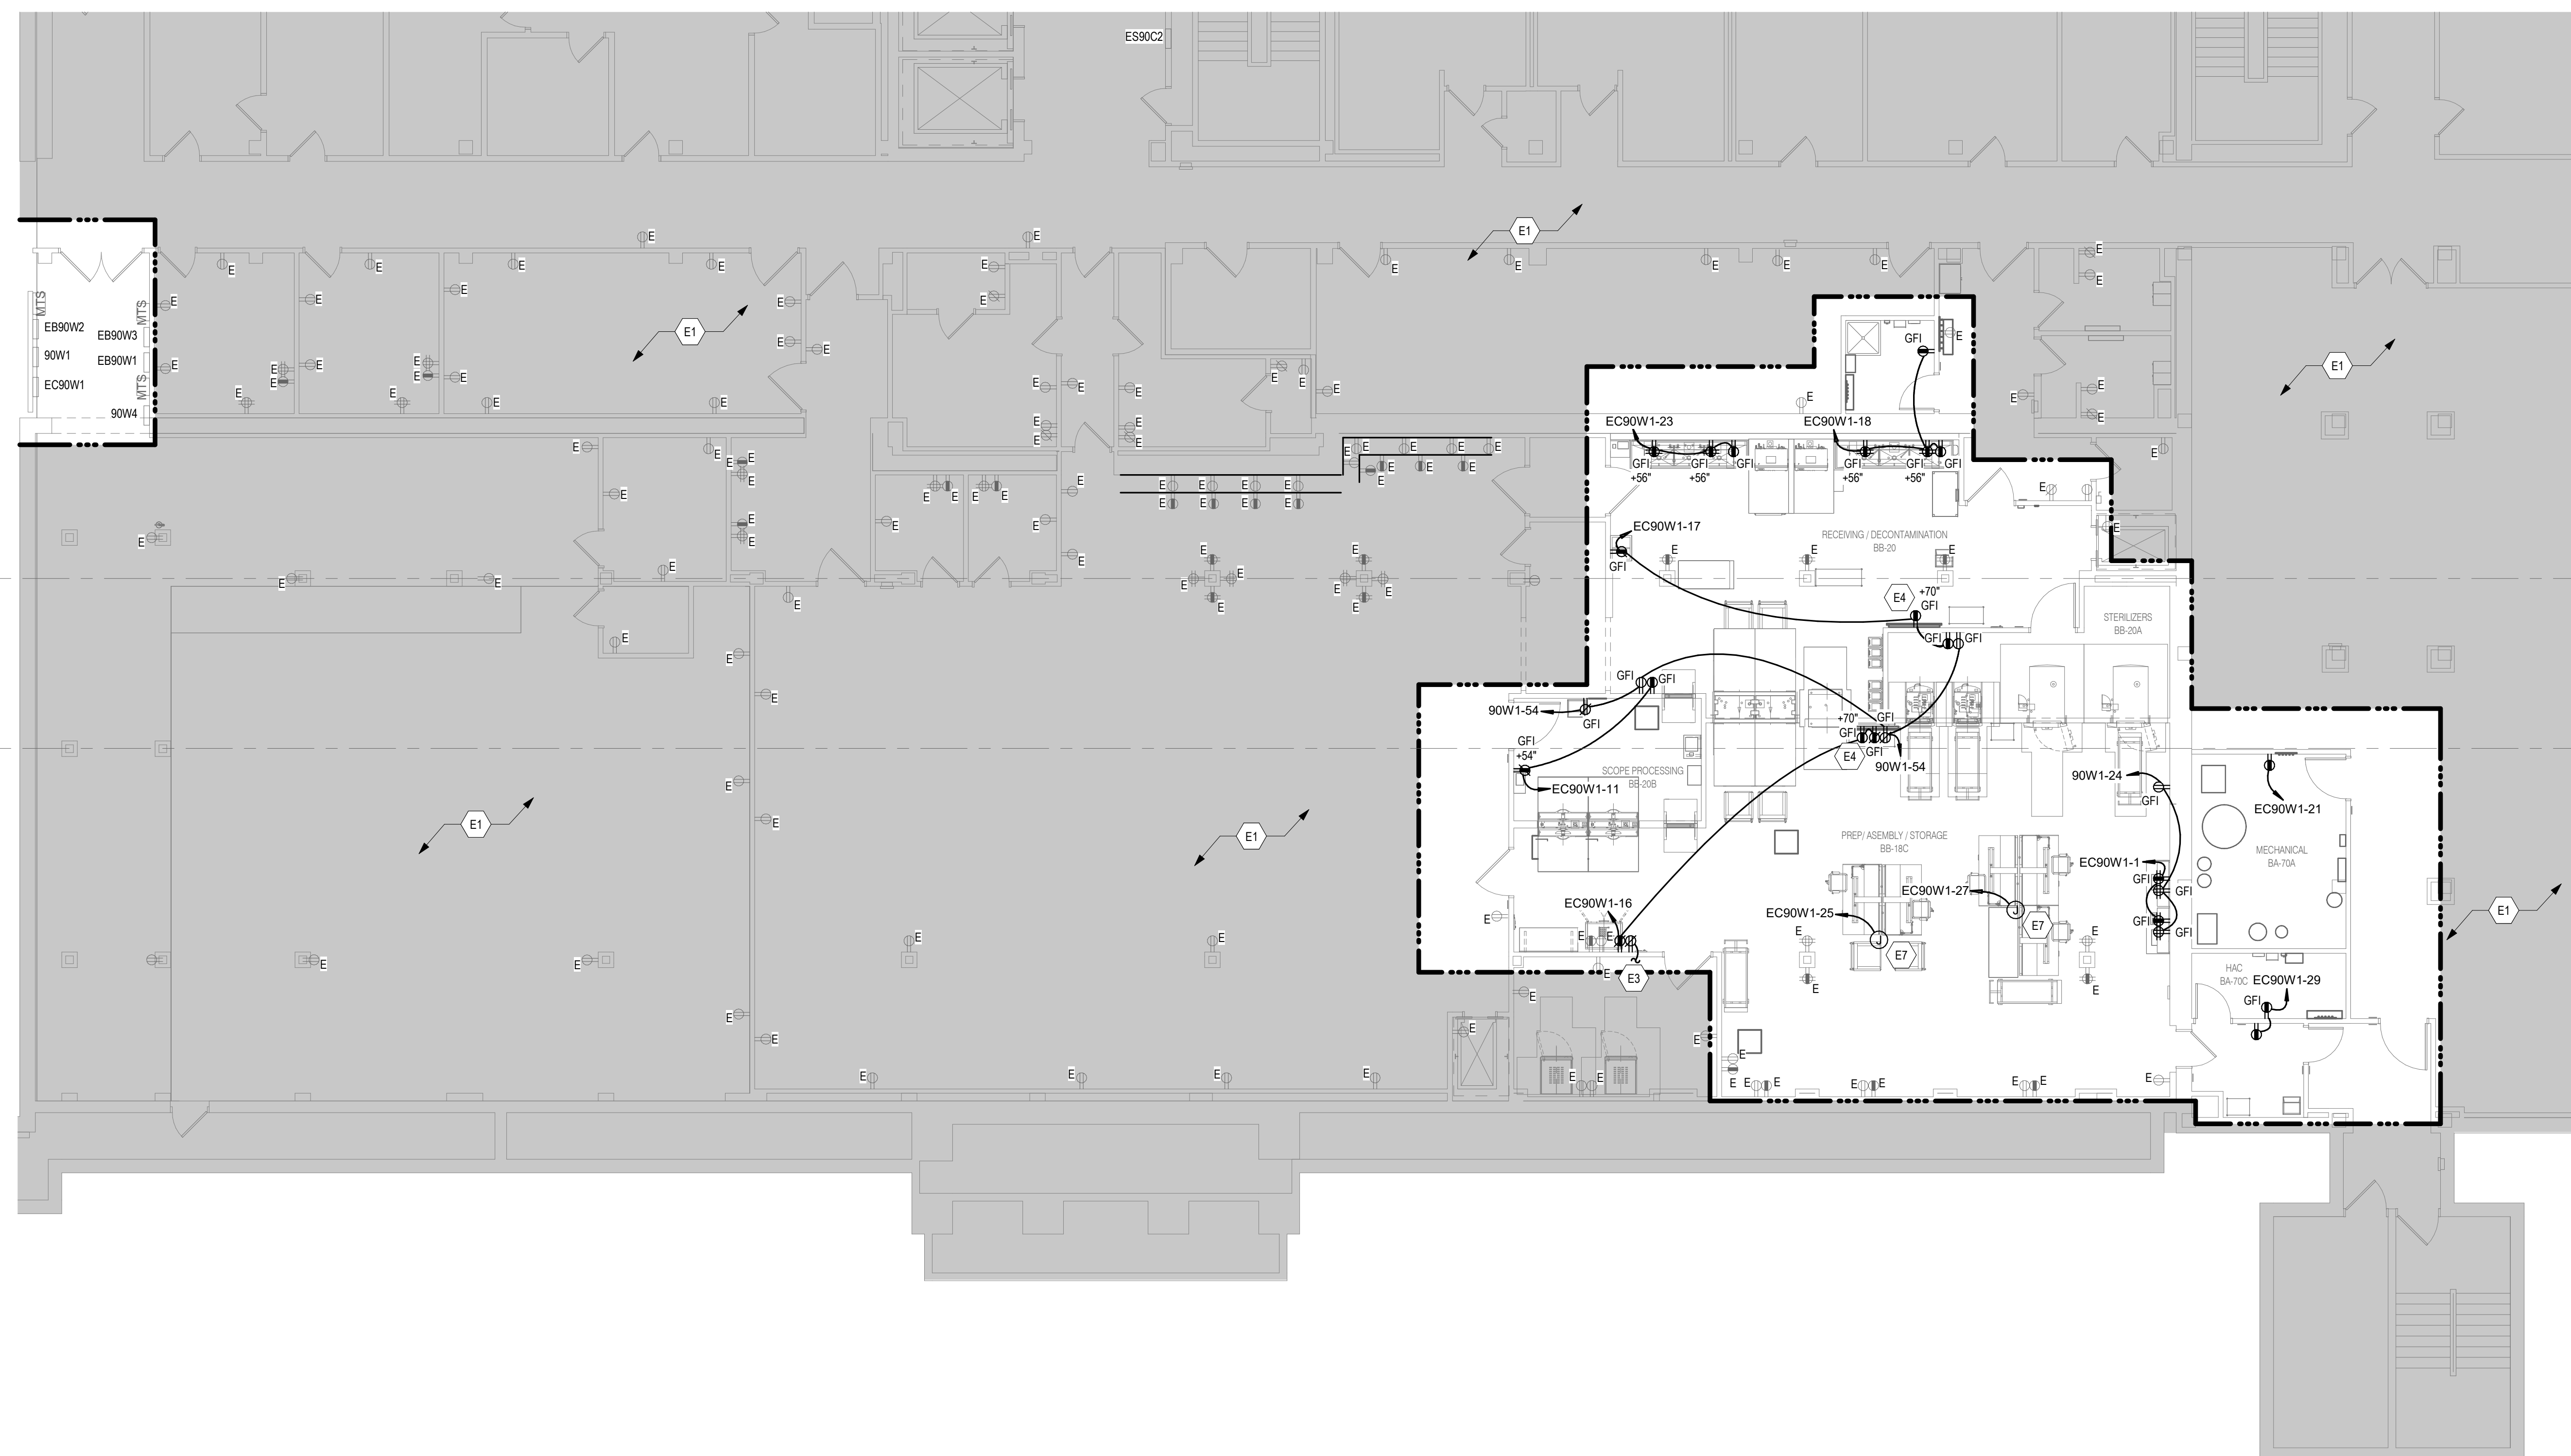 ES90C2
E1
MTS
MTS
EB90W2
EB90W3
90W1
EB90W1
EC90W1
MTS
90W4
E1
E1
GFI
E
EC90W1-23
EC90W1-18
GFI
GFI
GFI
GFI
GFI
GFI
+56"
+56"
+56"
+56"
EC90W1-17
GFI
RECEIVING / DECONTAMINATION
BB-20
E4
+70"
GFI
GFI
GFI
STERILIZERS
BB-20A
GFI
GFI
90W1-54
GFI
+70"
GFI
GFI
GFI
E4
90W1-54
GFI
+54"
SCOPE PROCESSING
BB-20B
EC90W1-11
90W1-24
GFI
EC90W1-21
E1
E1
PREP/ ASEMBLY / STORAGE
BB-18C
MECHANICAL
BA-70A
EC90W1-1
GFI
GFI
GFI
GFI
EC90W1-27
J
E7
EC90W1-25
J
E7
EC90W1-16
E
E
E3
E1
HAC
BA-70C
EC90W1-29
GFI
E
E
E
E
E
E